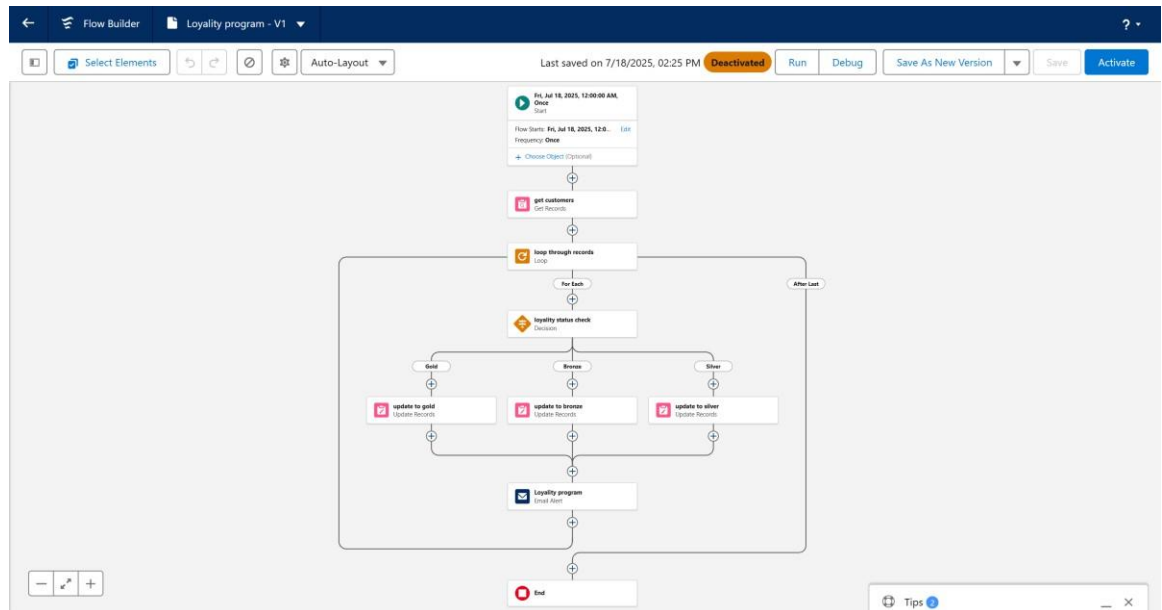 Flow Builder
Loyality program - V1
?
Select Elements
Auto-Layout
Last saved on 7/18/2025, 02:25 PM
Deactivated
Run
Debug
Save As New Version
Save
Activate
Fri, Jul 18, 2025, 12:00:00 AM,
Once
Start
Flow Starts: Fri, Jul 18, 2025, 12:0... Edit
Frequency: Once
+ Choose Object (Optional)
get customers
Get Records
loop through records
Loop
For Each
After Last
loyality status check
Decision
Gold
Bronze
Silver
update to gold
Update Records
update to bronze
Update Records
update to silver
Update Records
Loyality program
Email Alert
End
Tips 2